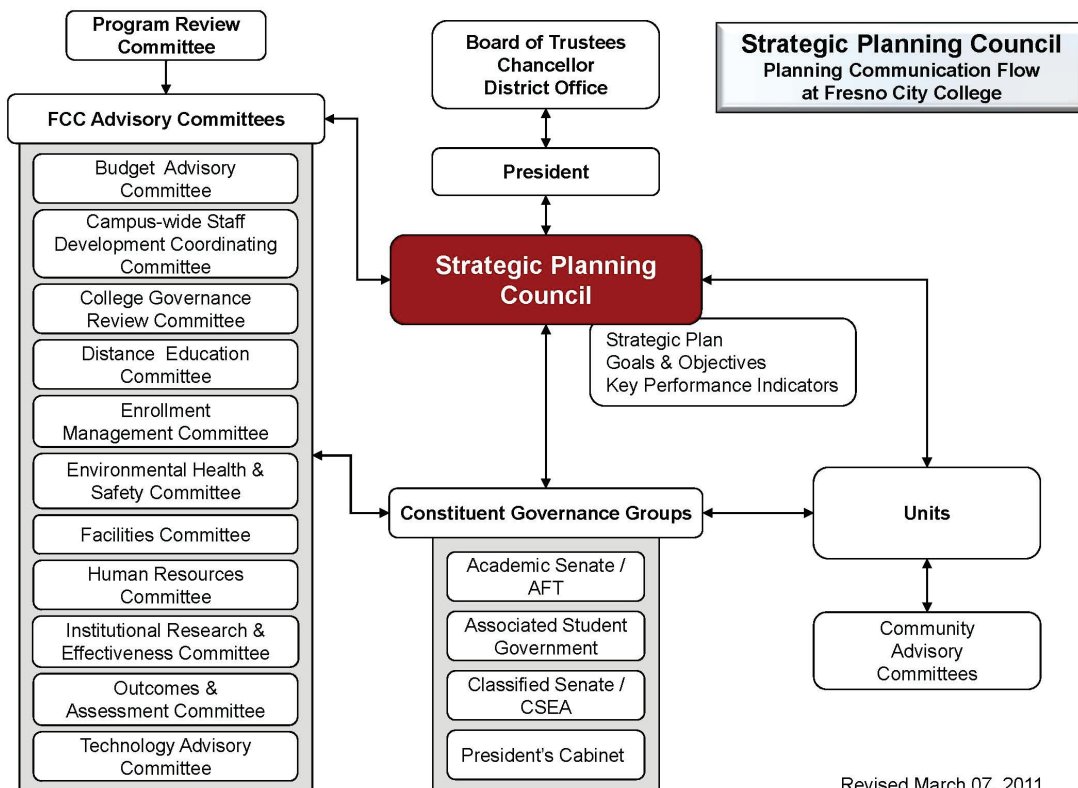 Program Review
Committee
Board of Trustees
Chancellor
District Office
Strategic Planning Council
Planning Communication Flow
at Fresno City College
FCC Advisory Committees
President
Budget Advisory
Committee
Campus-wide Staff
Development Coordinating
Committee
College Governance
Review Committee
Distance Education
Committee
Enrollment
Management Committee
Environmental Health &
Safety Committee
Facilities Committee
Human Resources
Committee
Institutional Research &
Effectiveness Committee
Outcomes &
Assessment Committee
Technology Advisory
Committee
Strategic Planning
Council
Strategic Plan
Goals & Objectives
Key Performance Indicators
Constituent Governance Groups
Academic Senate /
AFT
Associated Student
Government
Classified Senate /
CSEA
President's Cabinet
Units
Community
Advisory
Committees
Revised March 07, 2011